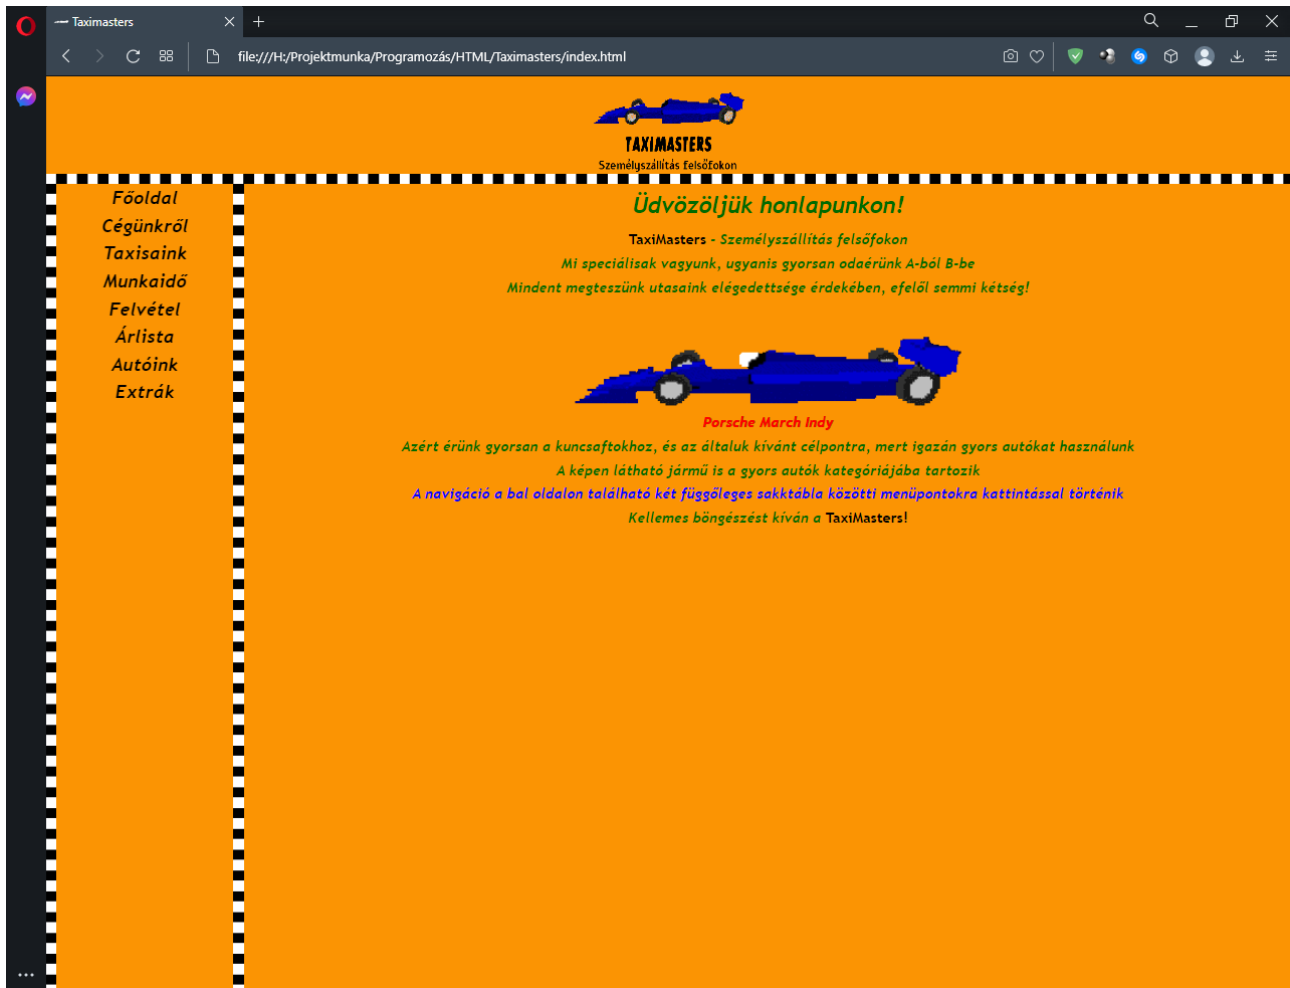 Taximasters
file:///H:/Projektmunka/Programozás/HTML/Taximasters/index.html
TAXIMASTERS
Személyszállítás felsőfokon
Főoldal
Cégünkről
Taxisaink
Munkaidő
Felvétel
Árlista
Autóink
Extrák
Üdvözöljük honlapunkon!
TaxiMasters - Személyszállítás felsőfokon
Mi speciálisak vagyunk, ugyanis gyorsan odaérünk A-ból B-be
Mindent megteszünk utasaink elégedettsége érdekében, efelől semmi kétség!
Porsche March Indy
Azért érünk gyorsan a kuncsaftokhoz, és az általuk kívánt célpontra, mert igazán gyors autókat használunk
A képen látható jármű is a gyors autók kategóriájába tartozik
A navigáció a bal oldalon található két függőleges sakktábla közötti menüpontokra kattintással történik
Kellemes böngészést kíván a TaxiMasters!